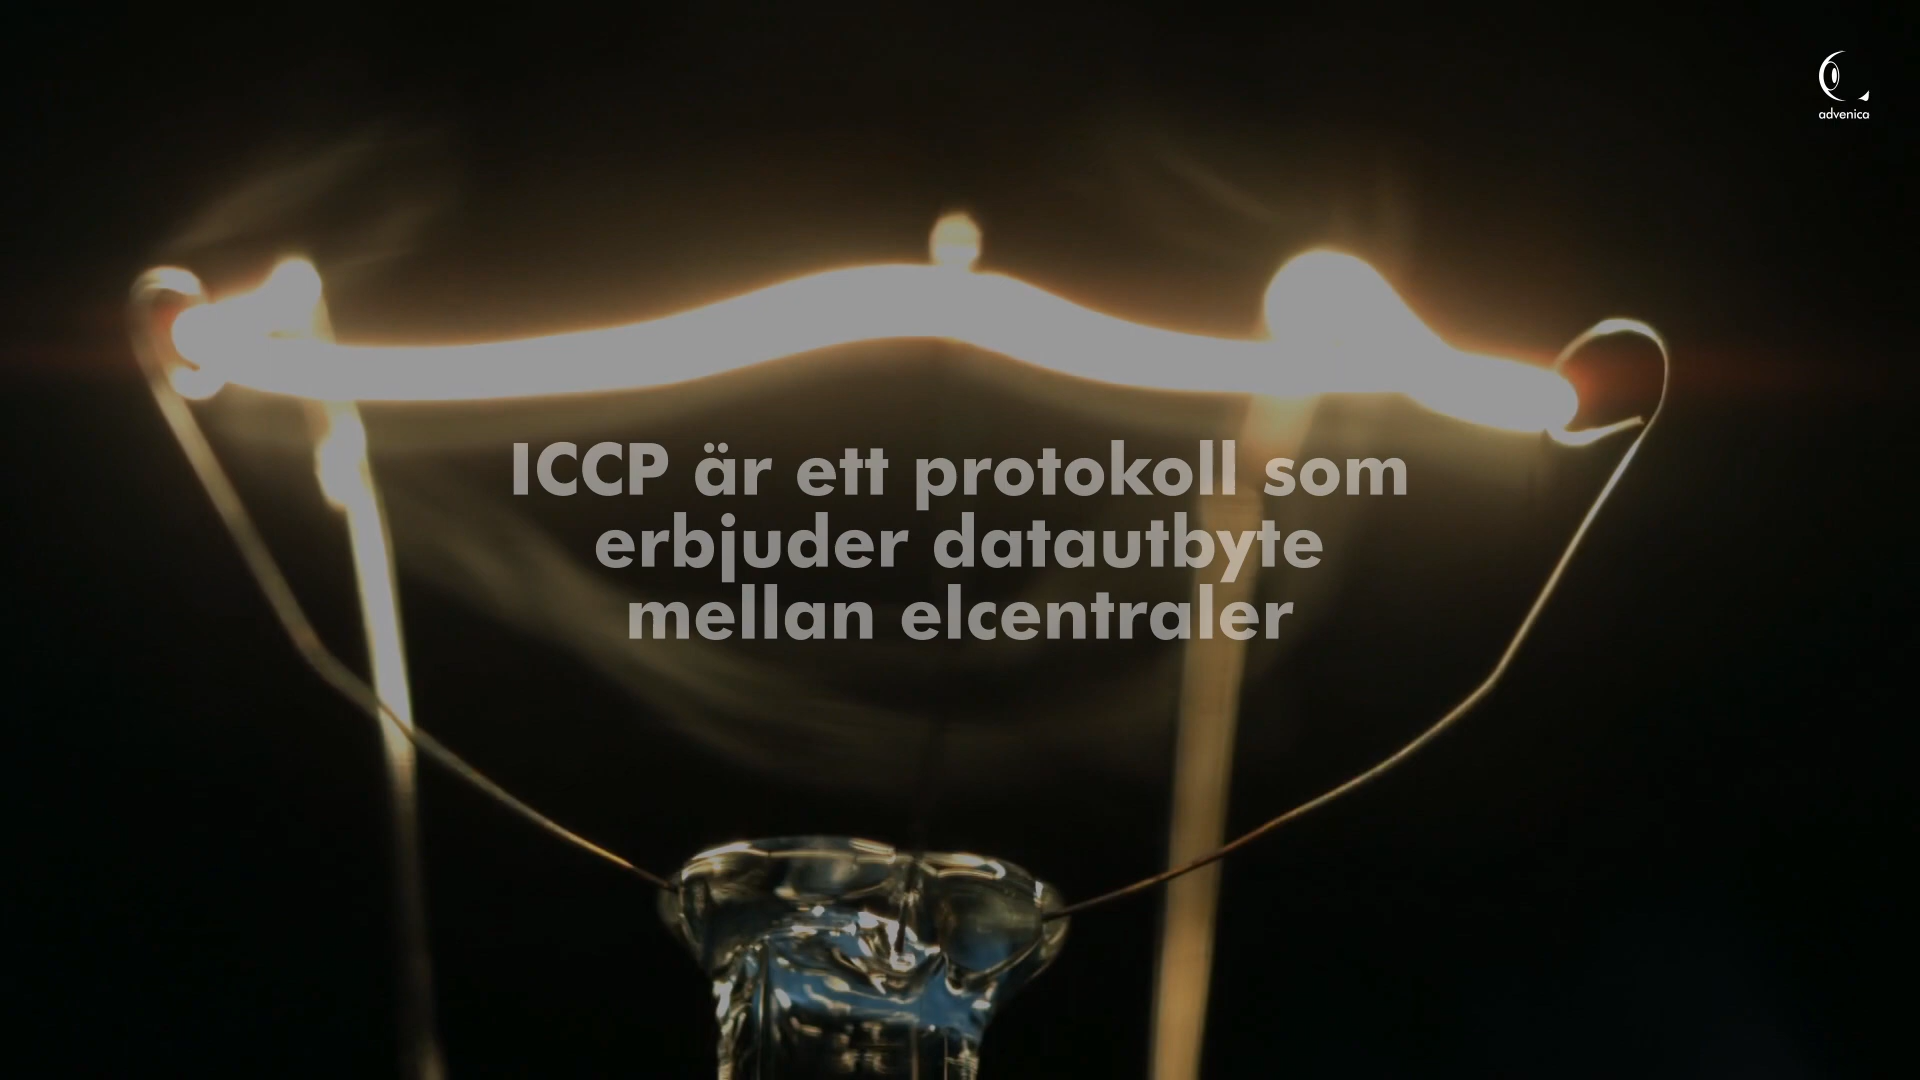 advenica
ICCP är ett protokoll som
erbjuder datautbyte
mellan elcentraler